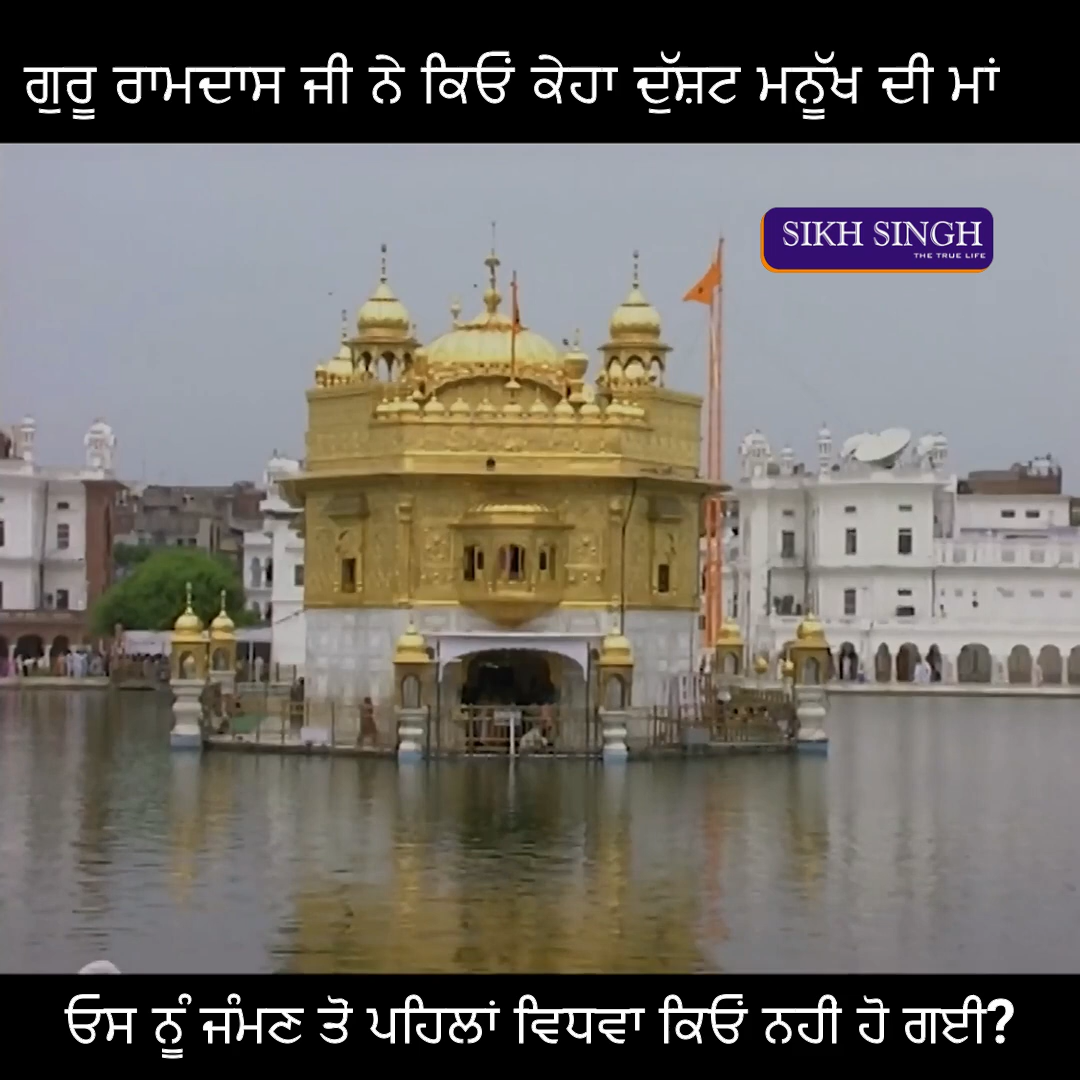 ਗੁਰੂ ਰਾਮਦਾਸ ਜੀ ਨੇ ਕਿਓਂ ਕੇਹਾ ਦੁੱਸ਼ਟ ਮਨੁੱਖ ਦੀ ਮਾਂ
SIKH SINGH
THE TRUE LIFE
ਓਸ ਨੂੰ ਜੰਮਣ ਤੋਂ ਪਹਿਲਾਂ ਵਿਧਵਾ ਕਿਓਂ ਨਹੀ ਹੋ ਗਈ?